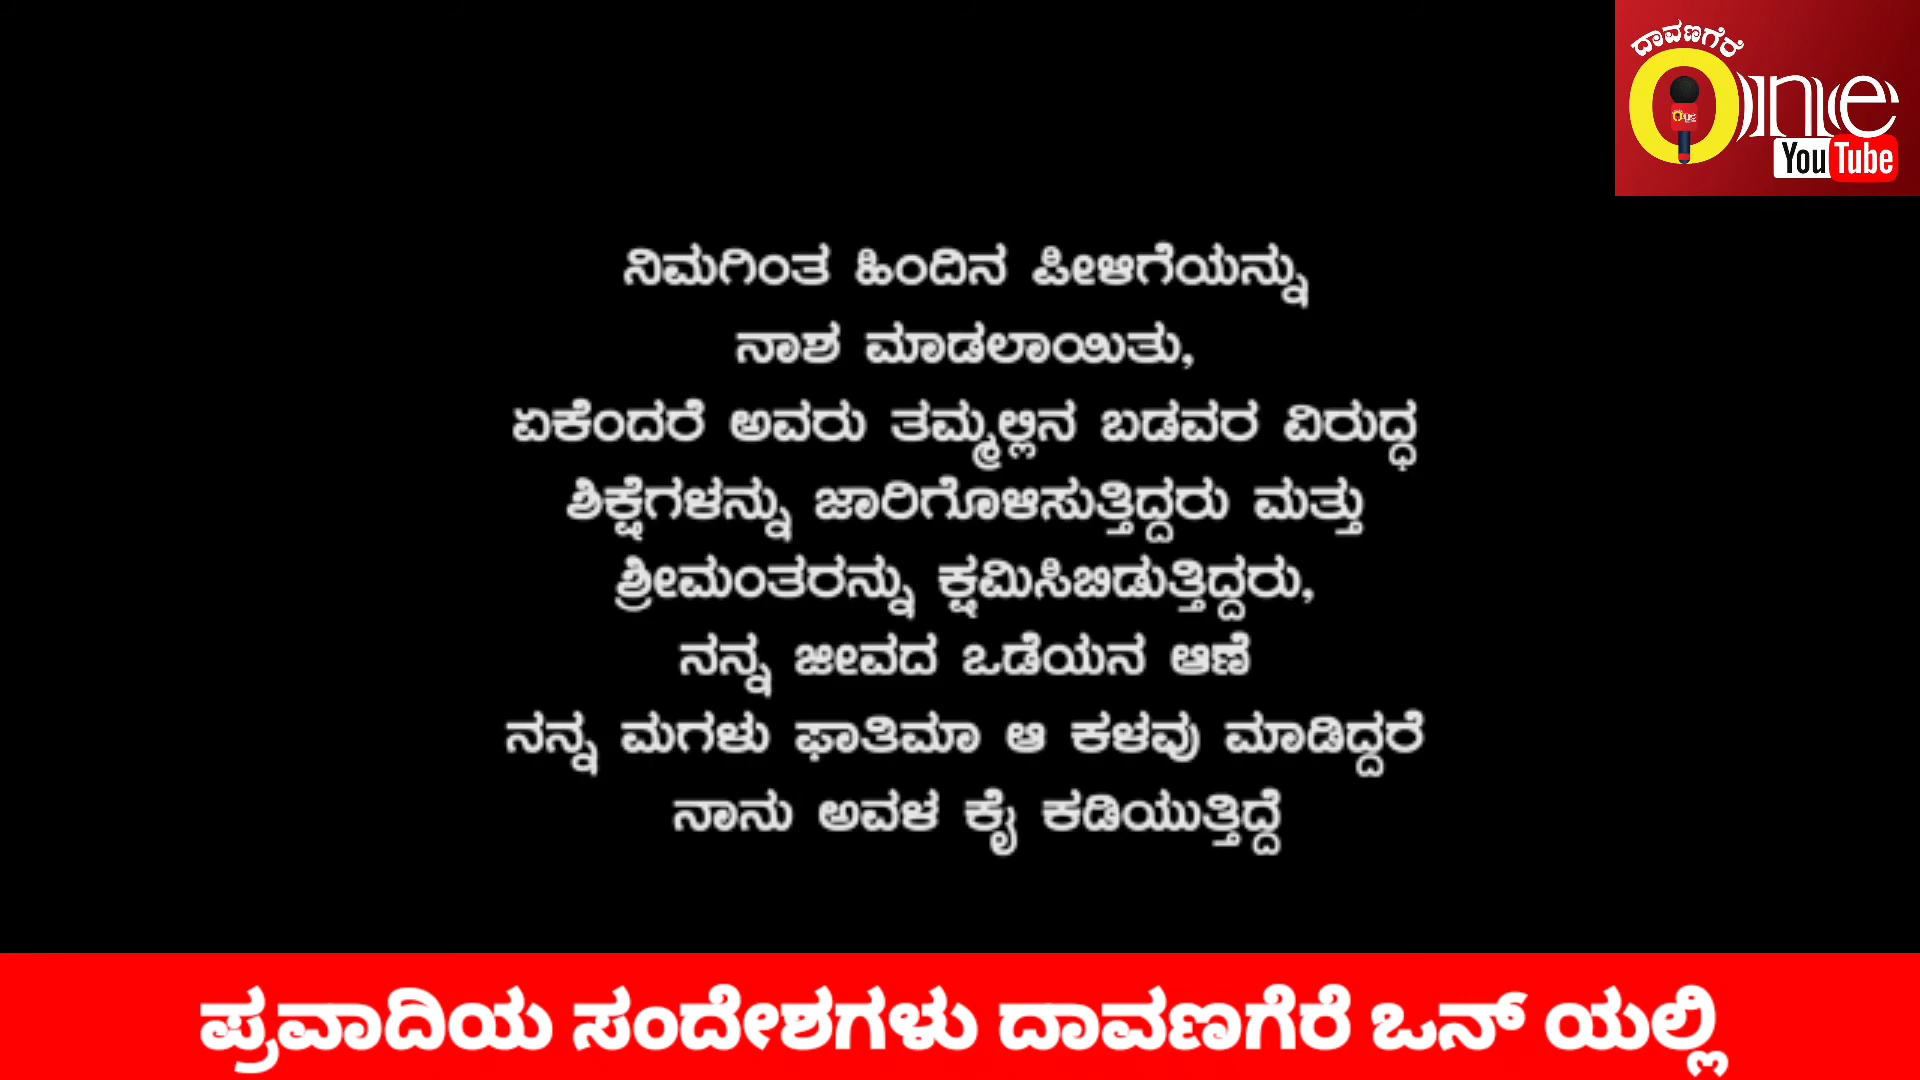 ದಾವಣಗೆರೆ
One
One
YouTube
ನಿಮಗಿಂತ ಹಿಂದಿನ ಪೀಳಿಗೆಯನ್ನು
ನಾಶ ಮಾಡಲಾಯಿತು,
ಏಕೆಂದರೆ ಅವರು ತಮ್ಮಲ್ಲಿನ ಬಡವರ ವಿರುದ್ಧ
ಶಿಕ್ಷೆಗಳನ್ನು ಜಾರಿಗೊಳಿಸುತ್ತಿದ್ದರು ಮತ್ತು
ಶ್ರೀಮಂತರನ್ನು ಕ್ಷಮಿಸಿಬಿಡುತ್ತಿದ್ದರು,
ನನ್ನ ಜೀವದ ಒಡೆಯನ ಆಣೆ
ನನ್ನ ಮಗಳು ಫಾತಿಮಾ ಆ ಕಳವು ಮಾಡಿದ್ದರೆ
ನಾನು ಅವಳ ಕೈ ಕಡಿಯುತ್ತಿದ್ದೆ
ಪ್ರವಾದಿಯ ಸಂದೇಶಗಳು ದಾವಣಗೆರೆ ಒನ್ ಯಲ್ಲಿ